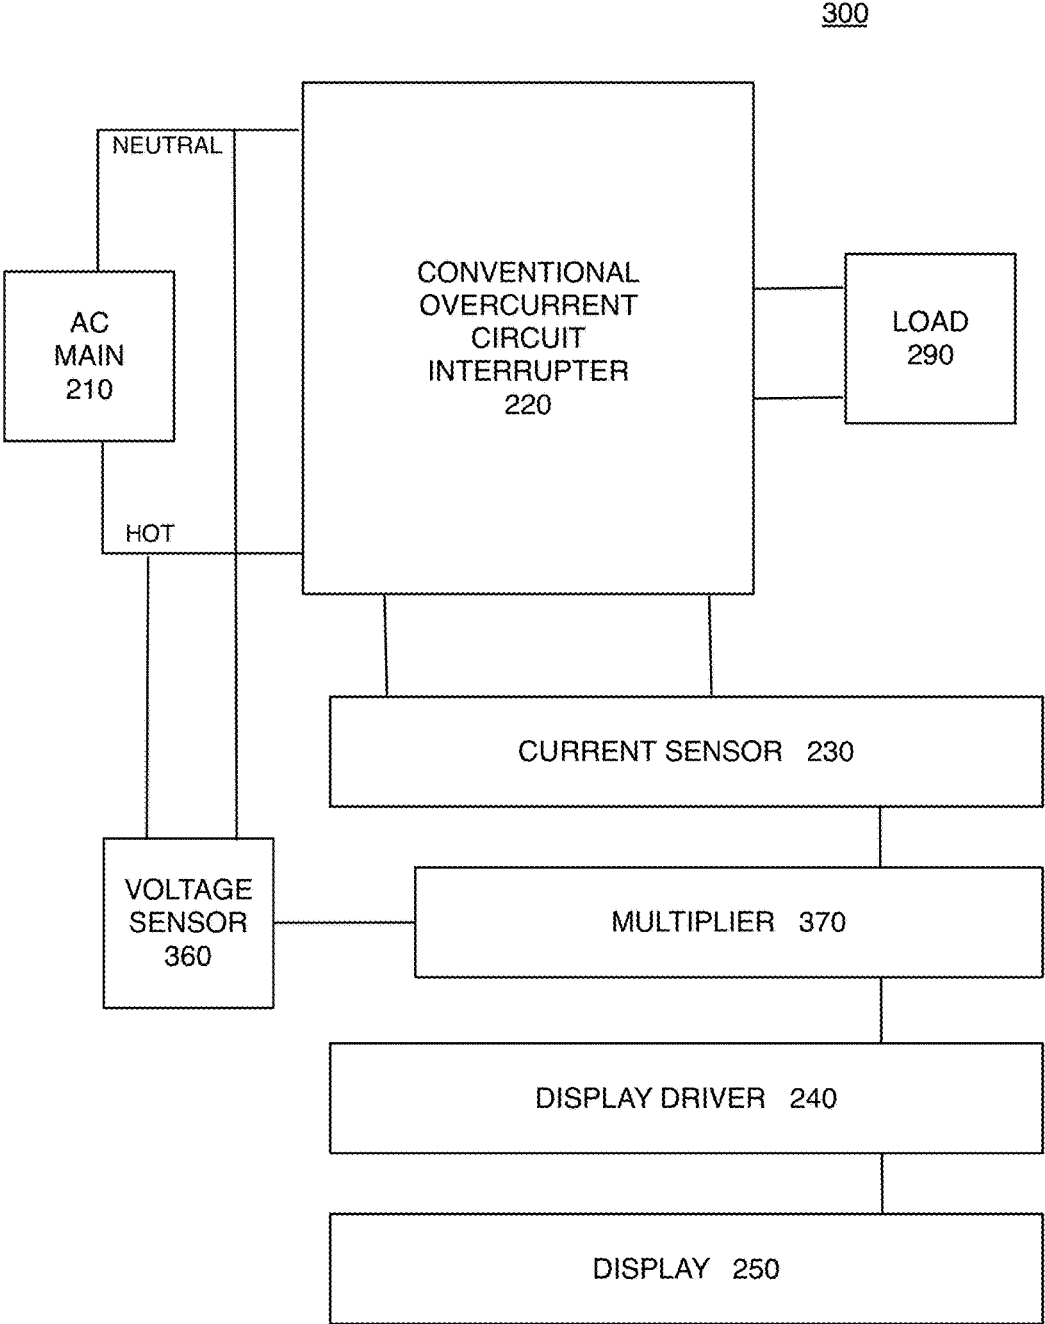 300
NEUTRAL
CONVENTIONAL
OVERCURRENT
CIRCUIT
INTERRUPTER
220
AC
MAIN
210
LOAD
290
HOT
CURRENT SENSOR 230
VOLTAGE
SENSOR
360
MULTIPLIER 370
DISPLAY DRIVER 240
DISPLAY 250